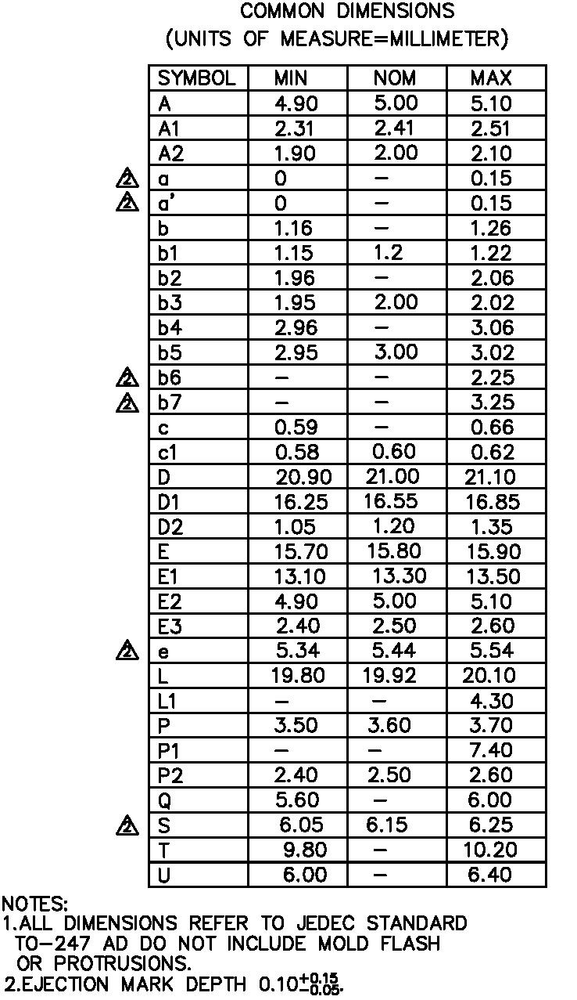 COMMON DIMENSIONS
(UNITS OF MEASURE=MILLIMETER)
SYMBOL MIN NOM MAX
A 4.90 5.00 5.10
A1 2.31 2.41 2.51
A2 1.90 2.00 2.10
2 a 0 – 0.15
2 a' 0 – 0.15
b 1.16 – 1.26
b1 1.15 1.2 1.22
b2 1.96 – 2.06
b3 1.95 2.00 2.02
b4 2.96 – 3.06
b5 2.95 3.00 3.02
2 b6 – – 2.25
2 b7 – – 3.25
c 0.59 – 0.66
c1 0.58 0.60 0.62
D 20.90 21.00 21.10
D1 16.25 16.55 16.85
D2 1.05 1.20 1.35
E 15.70 15.80 15.90
E1 13.10 13.30 13.50
E2 4.90 5.00 5.10
E3 2.40 2.50 2.60
2 e 5.34 5.44 5.54
L 19.80 19.92 20.10
L1 – – 4.30
P 3.50 3.60 3.70
P1 – – 7.40
P2 2.40 2.50 2.60
Q 5.60 – 6.00
2 S 6.05 6.15 6.25
T 9.80 – 10.20
U 6.00 – 6.40
NOTES:
1.ALL DIMENSIONS REFER TO JEDEC STANDARD
TO-247 AD DO NOT INCLUDE MOLD FLASH
OR PROTRUSIONS.
2.EJECTION MARK DEPTH 0.10+0.15−0.05.